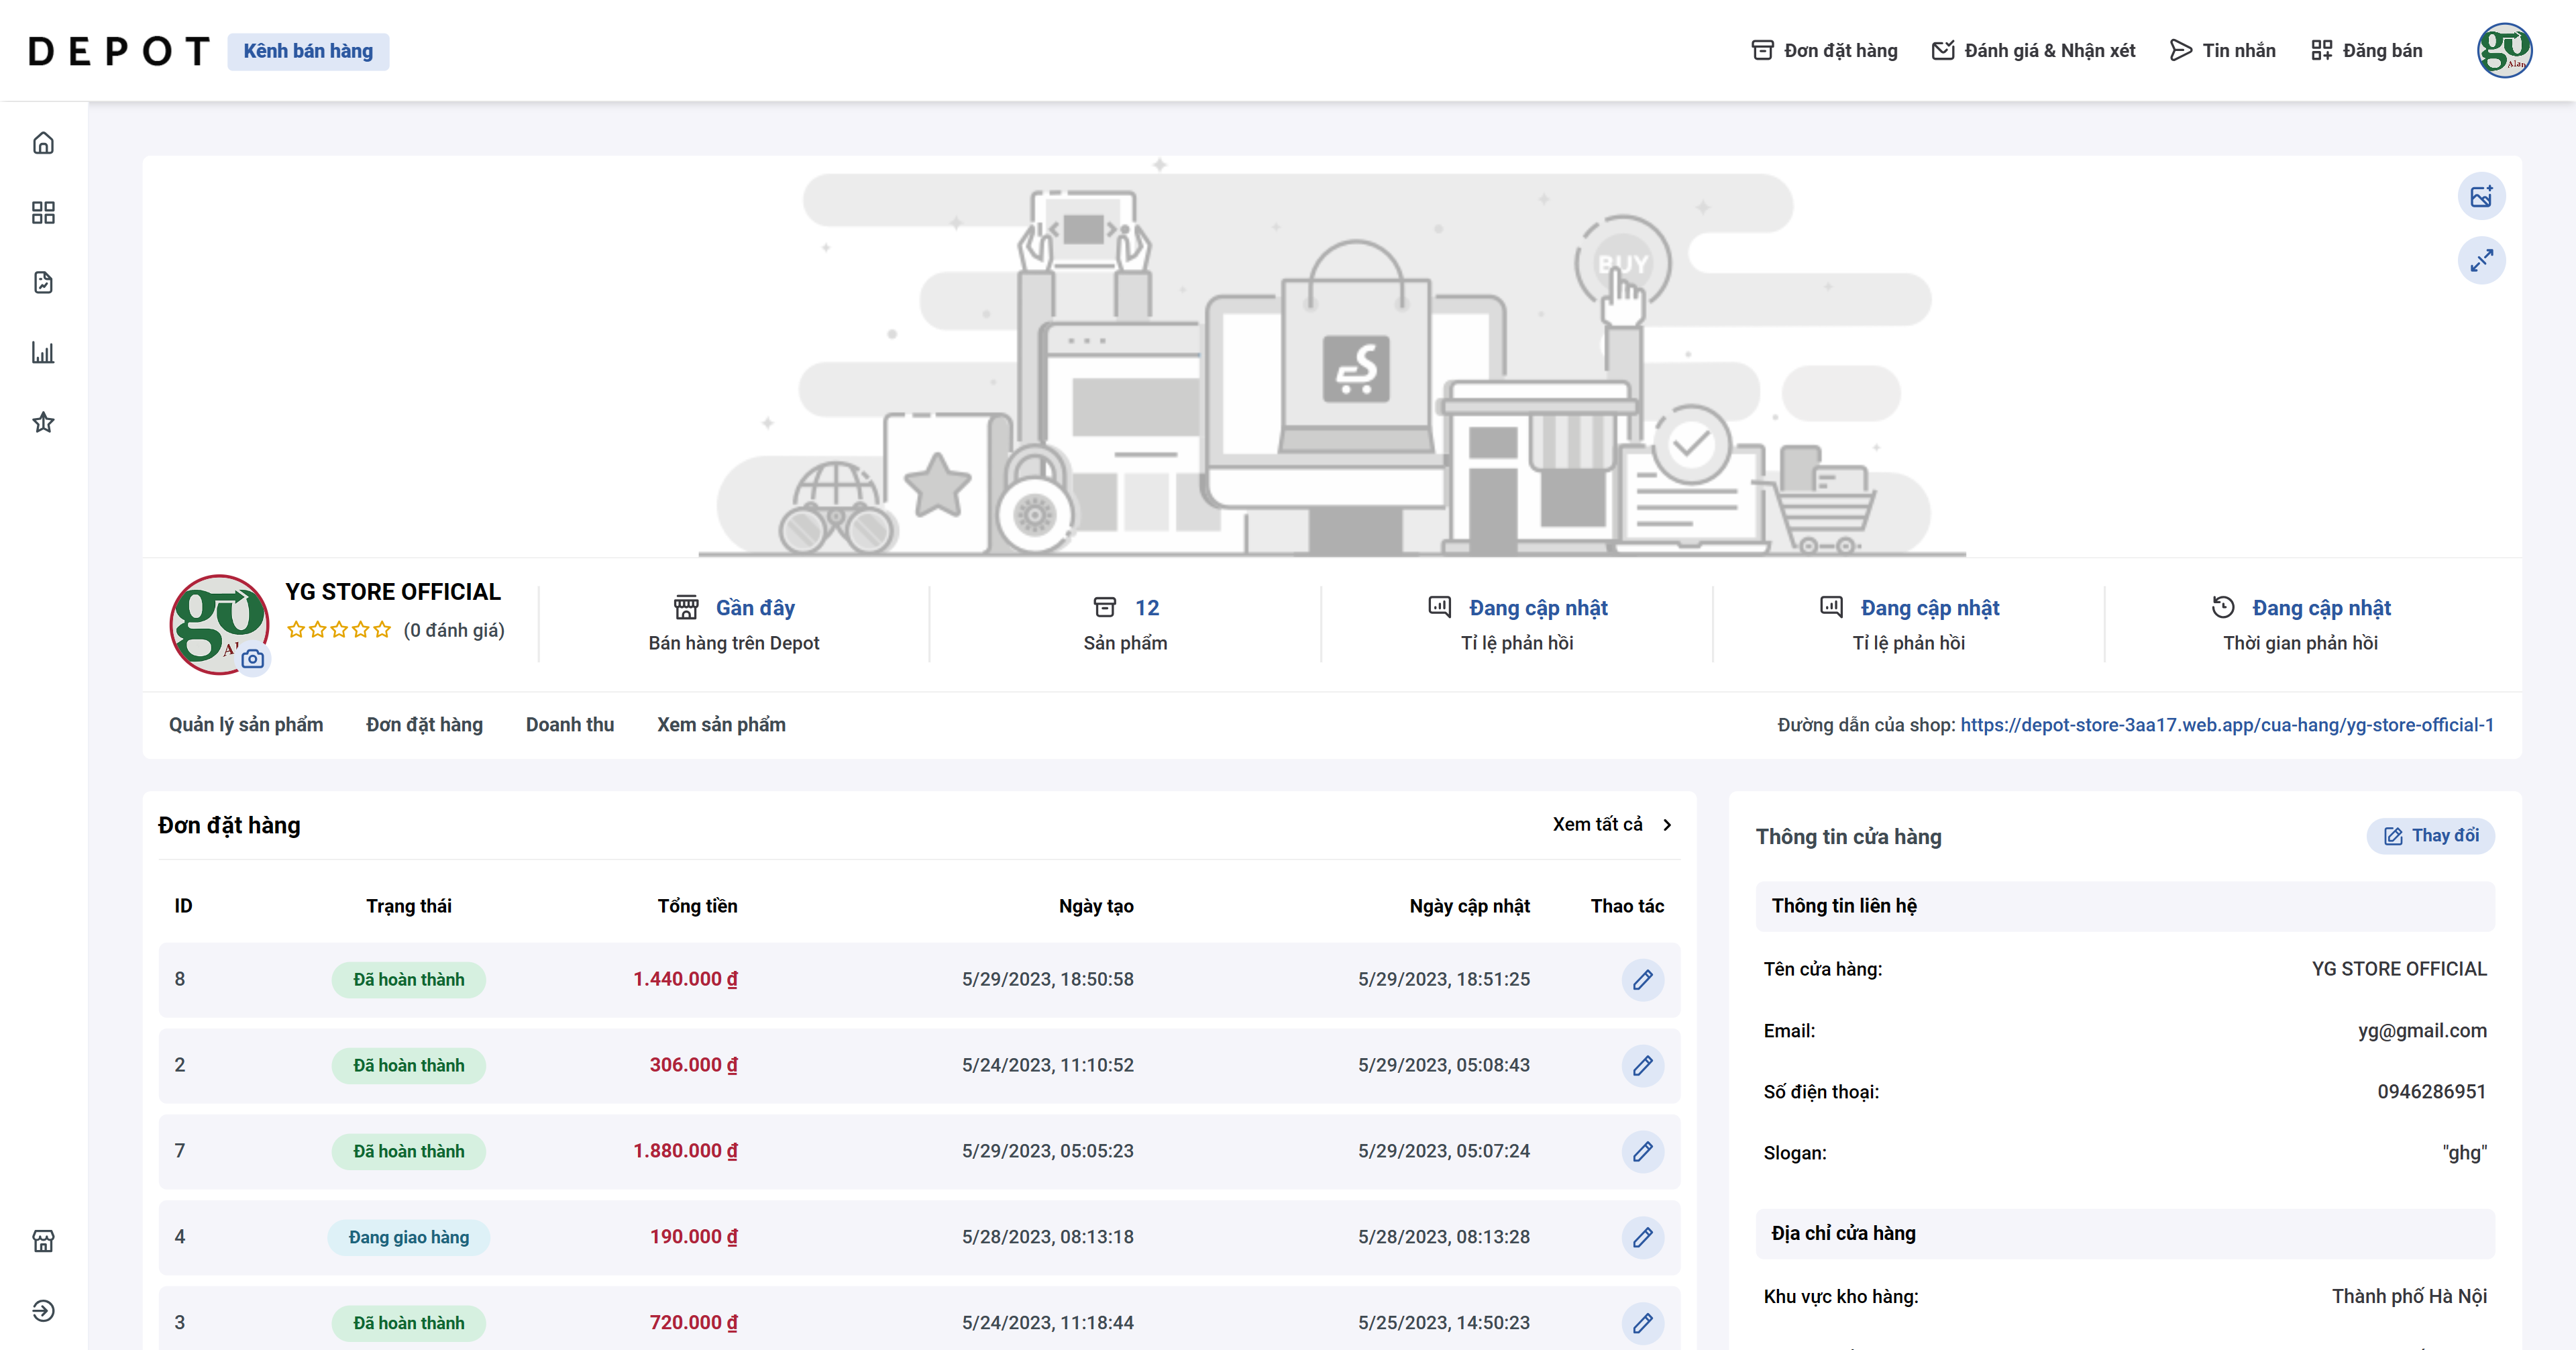 DEPOT Kênh bán hàng Đơn đặt hàng Đánh giá & Nhận xét Tin nhắn Đăng bán
go
Alan
BUY
YG STORE OFFICIAL
(0 đánh giá)
Gần đây
Bán hàng trên Depot
12
Sản phẩm
Đang cập nhật
Tỉ lệ phản hồi
Đang cập nhật
Tỉ lệ phản hồi
Đang cập nhật
Thời gian phản hồi
go
Quản lý sản phẩm Đơn đặt hàng Doanh thu Xem sản phẩm Đường dẫn của shop: https://depot-store-3aa17.web.app/cua-hang/yg-store-official-1
Đơn đặt hàng Xem tất cả
ID Trạng thái Tổng tiền Ngày tạo Ngày cập nhật Thao tác
8 Đã hoàn thành 1.440.000 ₫ 5/29/2023, 18:50:58 5/29/2023, 18:51:25
2 Đã hoàn thành 306.000 ₫ 5/24/2023, 11:10:52 5/29/2023, 05:08:43
7 Đã hoàn thành 1.880.000 ₫ 5/29/2023, 05:05:23 5/29/2023, 05:07:24
4 Đang giao hàng 190.000 ₫ 5/28/2023, 08:13:18 5/28/2023, 08:13:28
3 Đã hoàn thành 720.000 ₫ 5/24/2023, 11:18:44 5/25/2023, 14:50:23
Thông tin cửa hàng Thay đổi
Thông tin liên hệ
Tên cửa hàng: YG STORE OFFICIAL
Email: yg@gmail.com
Số điện thoại: 0946286951
Slogan: "ghg"
Địa chỉ cửa hàng
Khu vực kho hàng: Thành phố Hà Nội